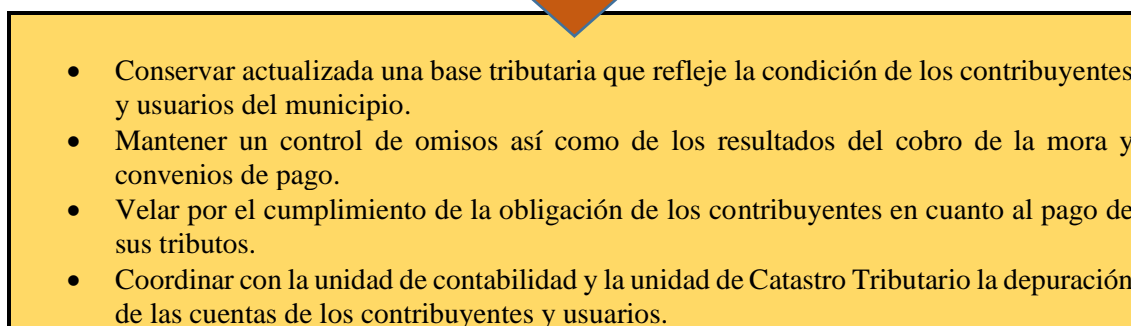 • Conservar actualizada una base tributaria que refleje la condición de los contribuyentes
y usuarios del municipio.
• Mantener un control de omisos así como de los resultados del cobro de la mora y
convenios de pago.
• Velar por el cumplimiento de la obligación de los contribuyentes en cuanto al pago de
sus tributos.
• Coordinar con la unidad de contabilidad y la unidad de Catastro Tributario la depuración
de las cuentas de los contribuyentes y usuarios.